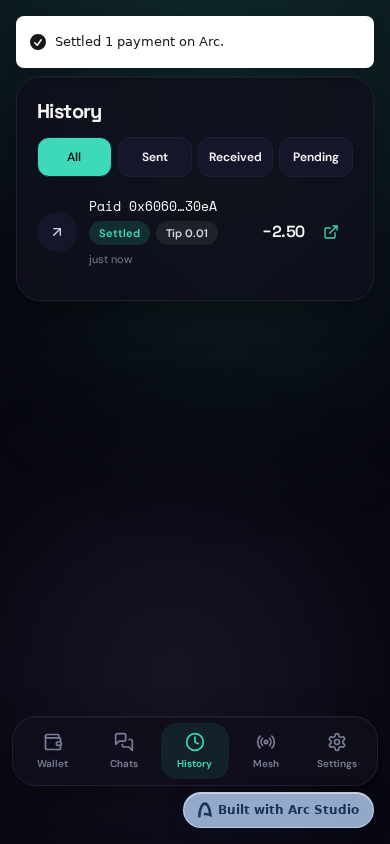 Settled 1 payment on Arc.
History
All
Sent
Received
Pending
Paid 0x6060…30eA
Settled
Tip 0.01
-2.50
just now
Wallet
Chats
History
Mesh
Settings
Built with Arc Studio